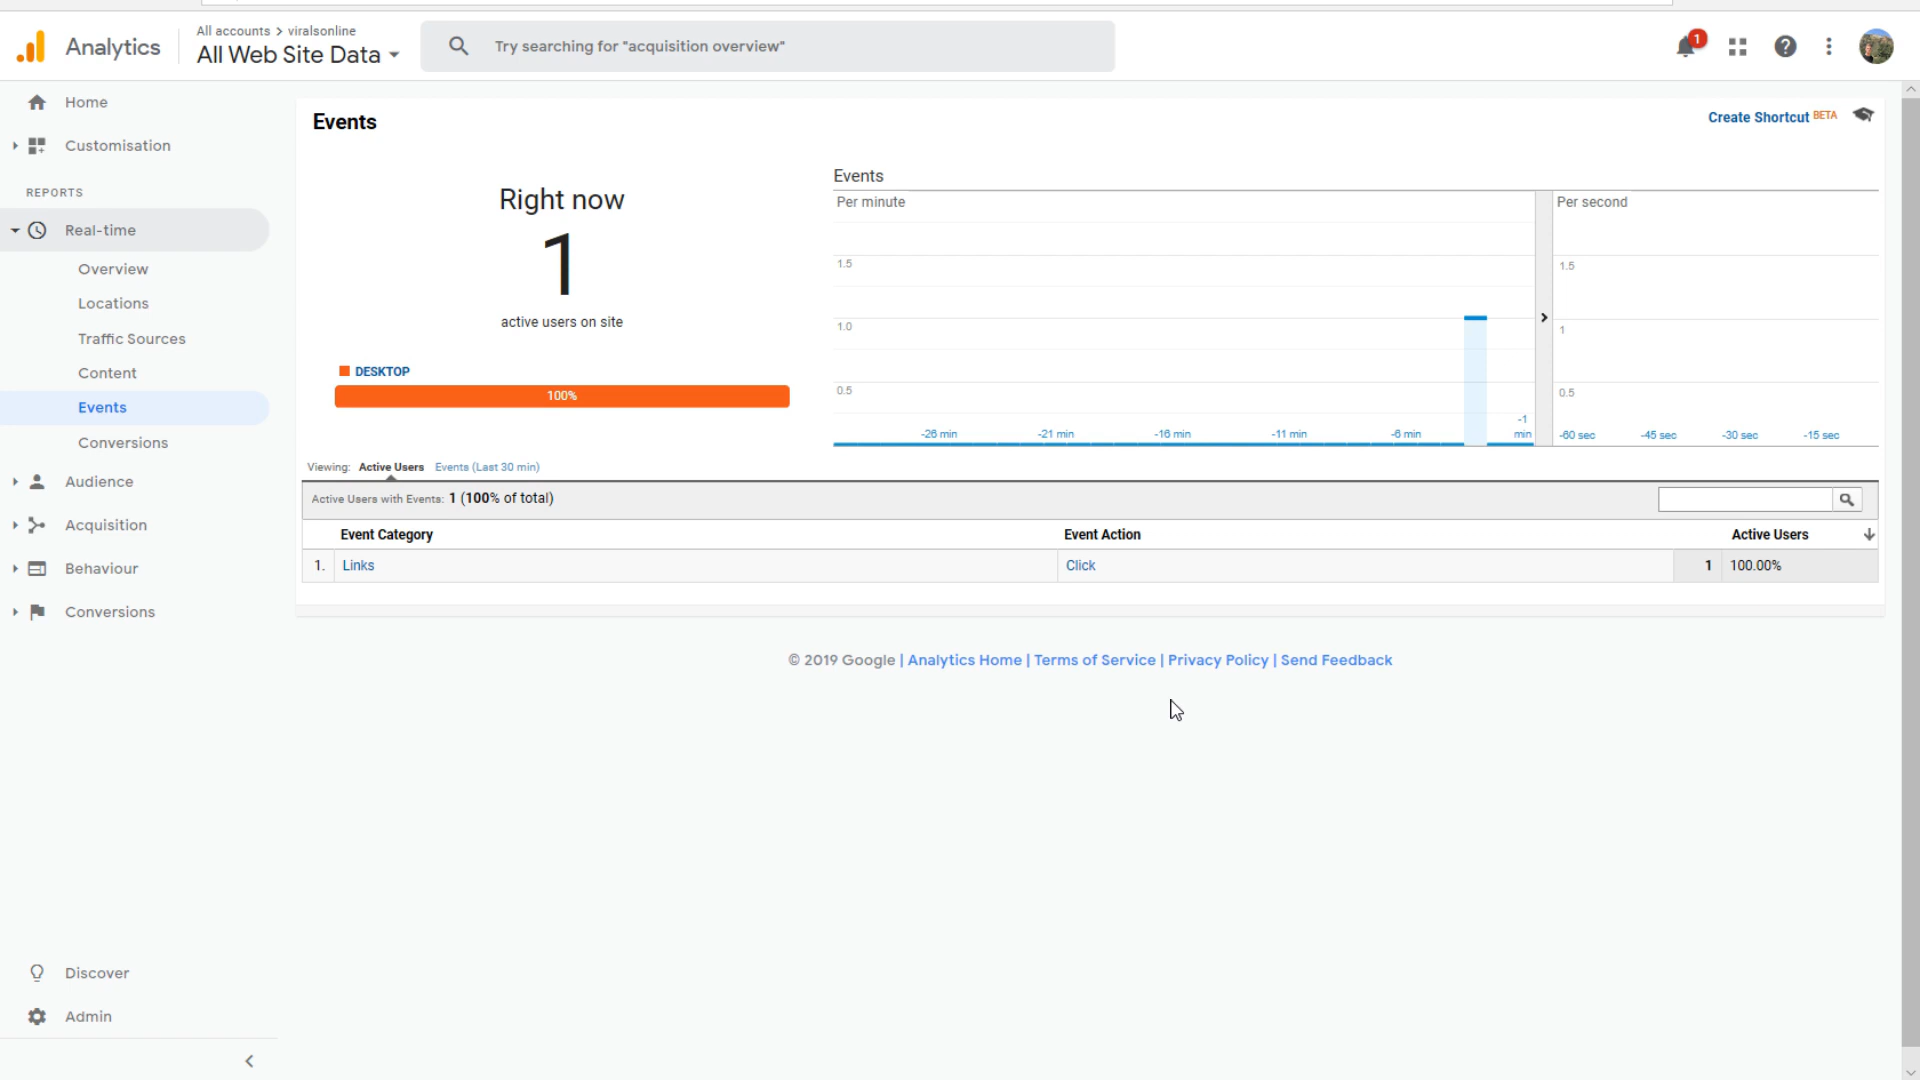 Analytics
All accounts > viralsonline
All Web Site Data
Try searching for "acquisition overview"
1
Home
Customisation
REPORTS
Real-time
Overview
Locations
Traffic Sources
Content
Events
Conversions
Audience
Acquisition
Behaviour
Conversions
Discover
Admin
Events
Create Shortcut BETA
Right now
1
active users on site
DESKTOP
100%
Events
Per minute
1.5
1.0
0.5
-26 min -21 min -16 min -11 min -6 min -1 min
Per second
1.5
1
0.5
-60 sec -45 sec -30 sec -15 sec
Viewing: Active Users Events (Last 30 min)
Active Users with Events: 1 (100% of total)
Event Category Event Action Active Users
1. Links Click 1 100.00%
© 2019 Google | Analytics Home | Terms of Service | Privacy Policy | Send Feedback